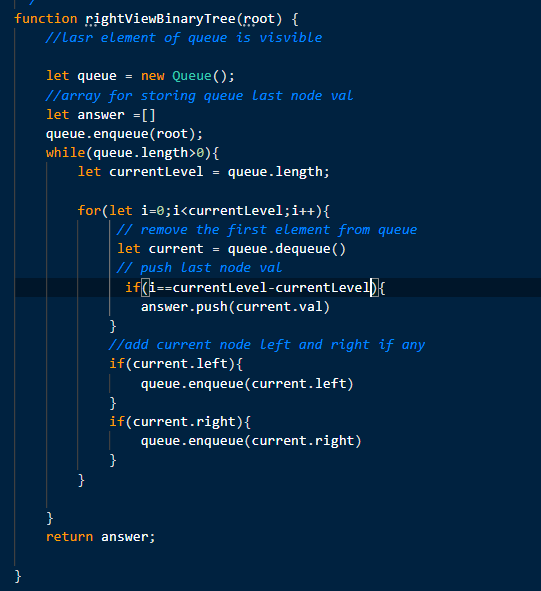 /
function rightViewBinaryTree(root) {
//lasr element of queue is visvible
let queue = new Queue();
//array for storing queue last node val
let answer =[]
queue.enqueue(root);
while(queue.length>0){
let currentLevel = queue.length;
for(let i=0;i<currentLevel;i++){
// remove the first element from queue
let current = queue.dequeue()
// push last node val
if(i==currentLevel-currentLevel){
answer.push(current.val)
}
//add current node left and right if any
if(current.left){
queue.enqueue(current.left)
}
if(current.right){
queue.enqueue(current.right)
}
}
}
return answer;
}